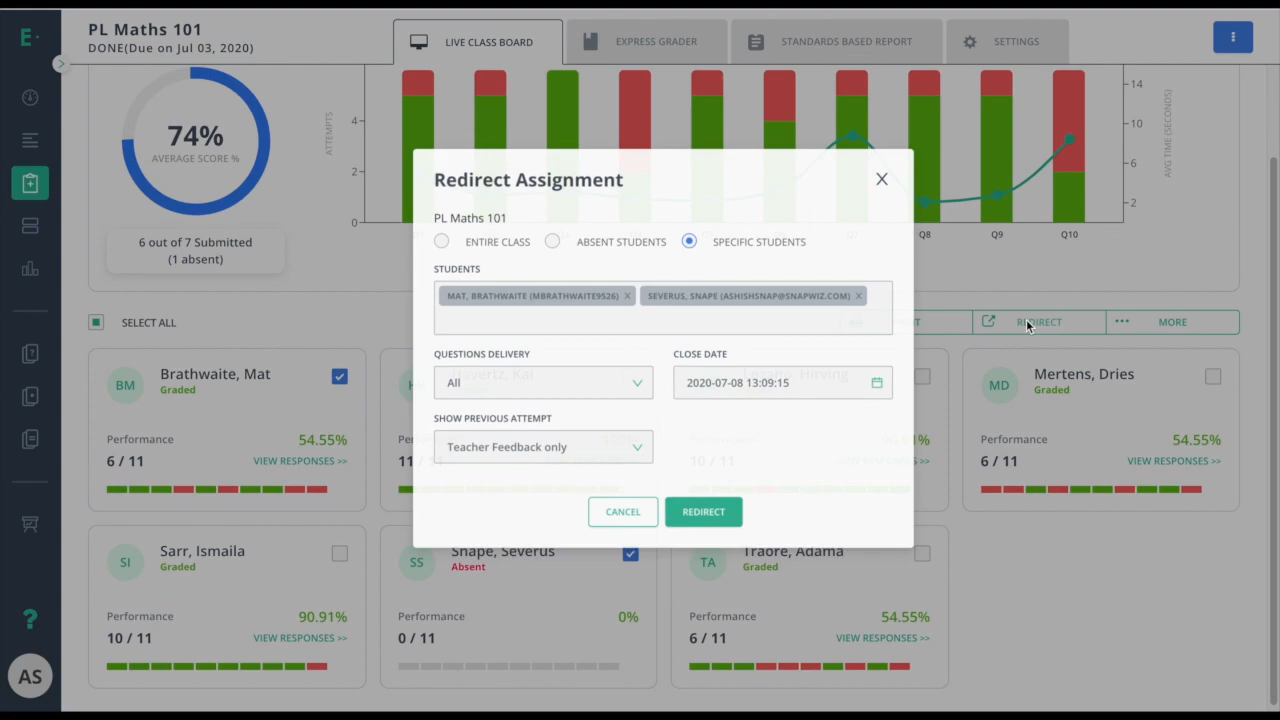 E
PL Maths 101
DONE(Due on Jul 03, 2020)
LIVE CLASS BOARD
EXPRESS GRADER
STANDARDS BASED REPORT
SETTINGS
74%
AVERAGE SCORE %
6 out of 7 Submitted
(1 absent)
ATTEMPTS
4
2
0
14
10
6
2
AVG TIME (SECONDS)
Q8
Q9
Q10
Redirect Assignment
PL Maths 101
ENTIRE CLASS
ABSENT STUDENTS
SPECIFIC STUDENTS
STUDENTS
MAT, BRATHWAITE (MBRATHWAITE9526)
SEVERUS, SNAPE (ASHISHSNAP@SNAPWIZ.COM)
QUESTIONS DELIVERY
CLOSE DATE
All
2020-07-08 13:09:15
SHOW PREVIOUS ATTEMPT
Teacher Feedback only
CANCEL
REDIRECT
SELECT ALL
REDIRECT
MORE
BM
Brathwaite, Mat
Graded
Performance
54.55%
6 / 11
VIEW RESPONSES >>
Havertz, Kai
Lozano, Hirving
10 / 11
MD
Mertens, Dries
Graded
Performance
54.55%
6 / 11
VIEW RESPONSES >>
SI
Sarr, Ismaila
Graded
Performance
90.91%
10 / 11
VIEW RESPONSES >>
SS
Snape, Severus
Absent
Performance
0%
0 / 11
TA
Traore, Adama
Graded
Performance
54.55%
6 / 11
VIEW RESPONSES >>
?
AS